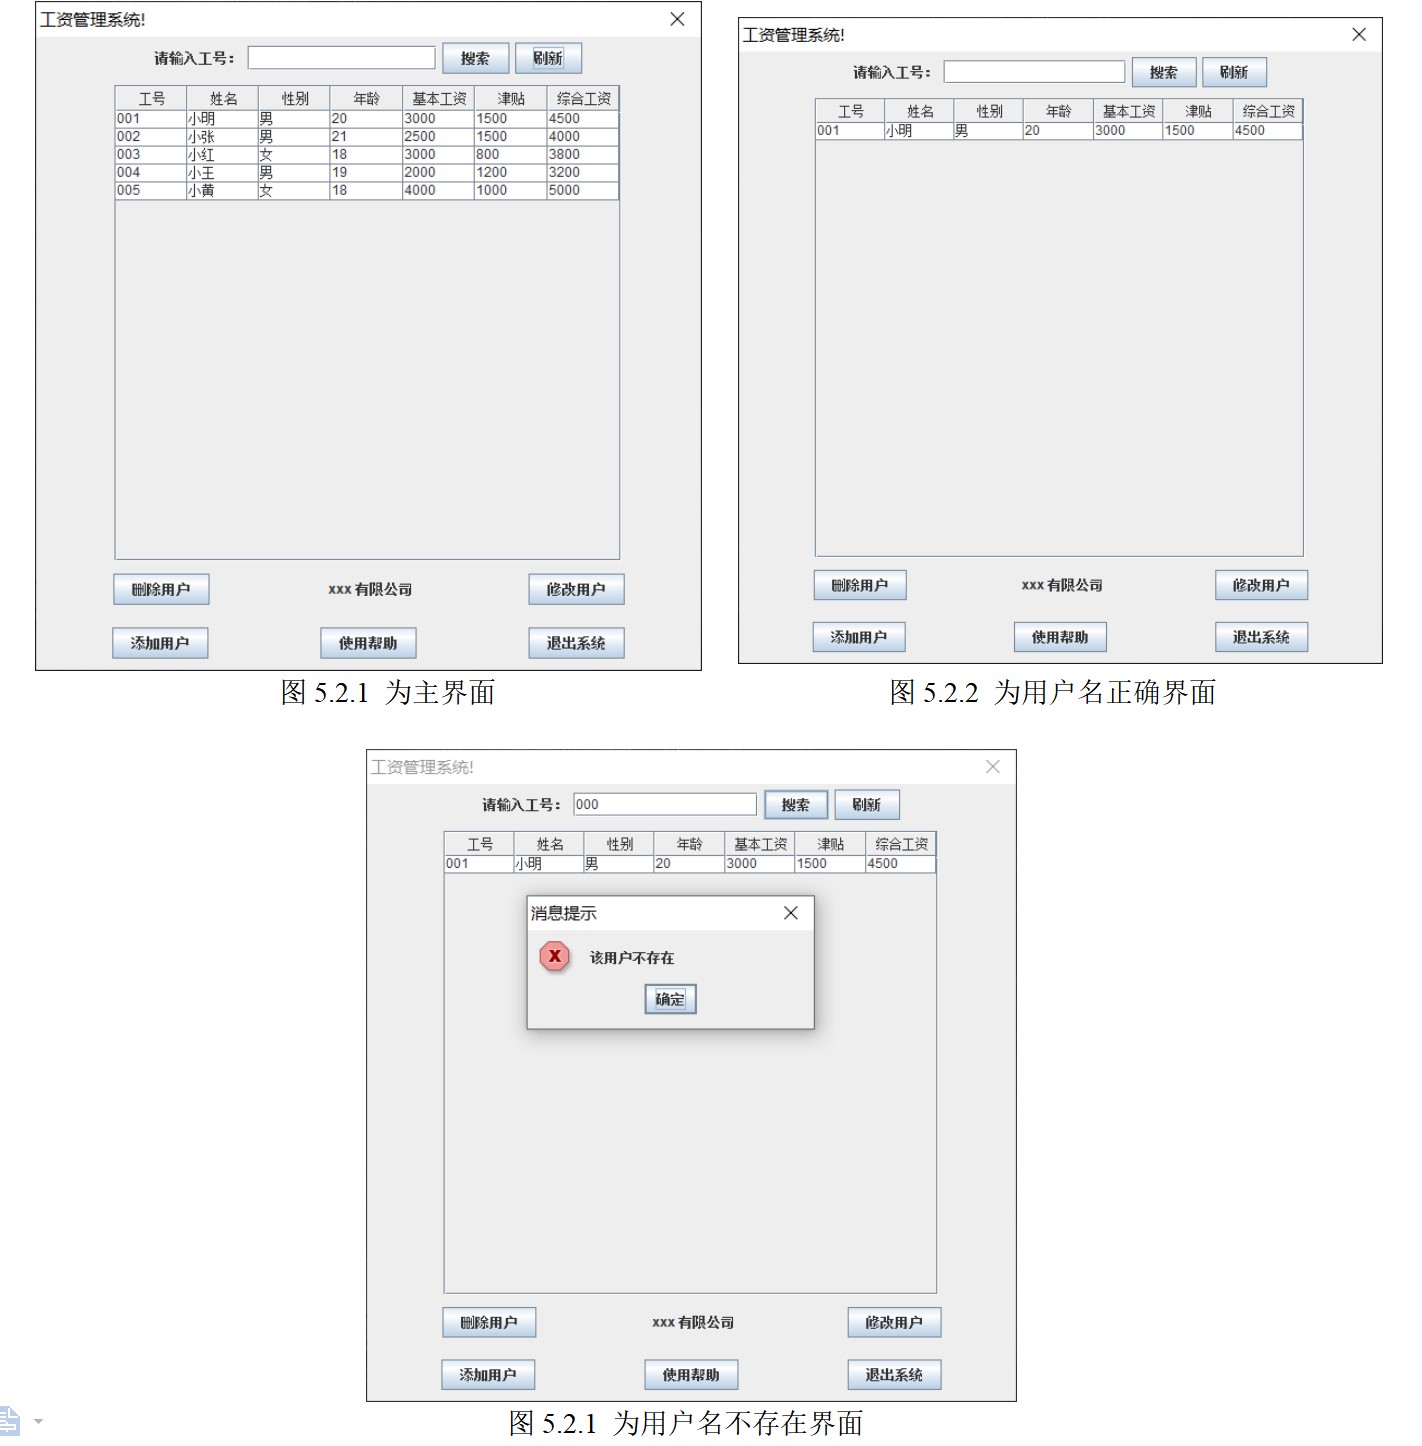 工资管理系统!
请输入工号： 搜索 刷新
工号 姓名 性别 年龄 基本工资 津贴 综合工资
001 小明 男 20 3000 1500 4500
002 小张 男 21 2500 1500 4000
003 小红 女 18 3000 800 3800
004 小王 男 19 2000 1200 3200
005 小黄 女 18 4000 1000 5000
删除用户 xxx有限公司 修改用户
添加用户 使用帮助 退出系统
图 5.2.1 为主界面
工资管理系统!
请输入工号： 搜索 刷新
工号 姓名 性别 年龄 基本工资 津贴 综合工资
001 小明 男 20 3000 1500 4500
删除用户 xxx有限公司 修改用户
添加用户 使用帮助 退出系统
图 5.2.2 为用户名正确界面
工资管理系统!
请输入工号： 000 搜索 刷新
工号 姓名 性别 年龄 基本工资 津贴 综合工资
001 小明 男 20 3000 1500 4500
消息提示
该用户不存在
确定
删除用户 xxx有限公司 修改用户
添加用户 使用帮助 退出系统
图 5.2.1 为用户名不存在界面